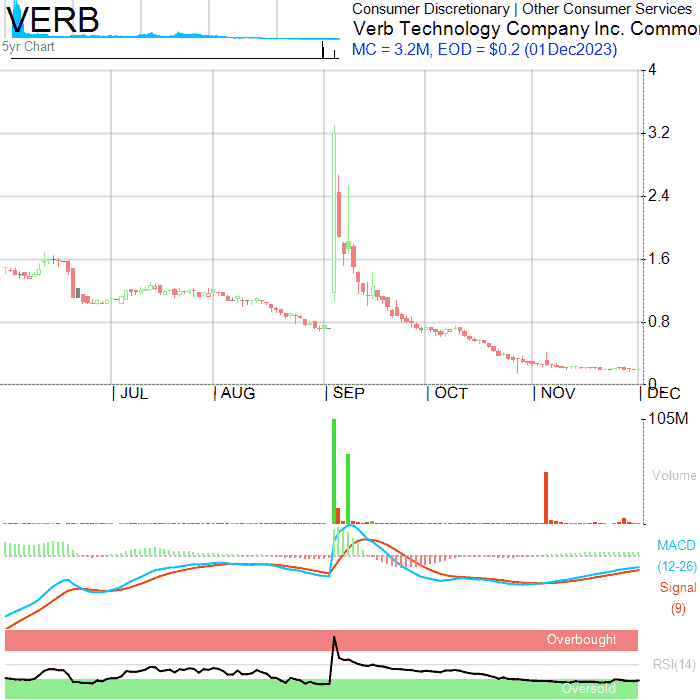 VERB
5yr Chart
Consumer Discretionary | Other Consumer Services
Verb Technology Company Inc. Commo
MC = 3.2M, EOD = $0.2 (01Dec2023)
4
3.2
2.4
1.6
0.8
0
| JUL | AUG | SEP | OCT | NOV | DEC
105M
Volume
MACD
(12-26)
Signal
(9)
Overbought
RSI(14)
Oversold